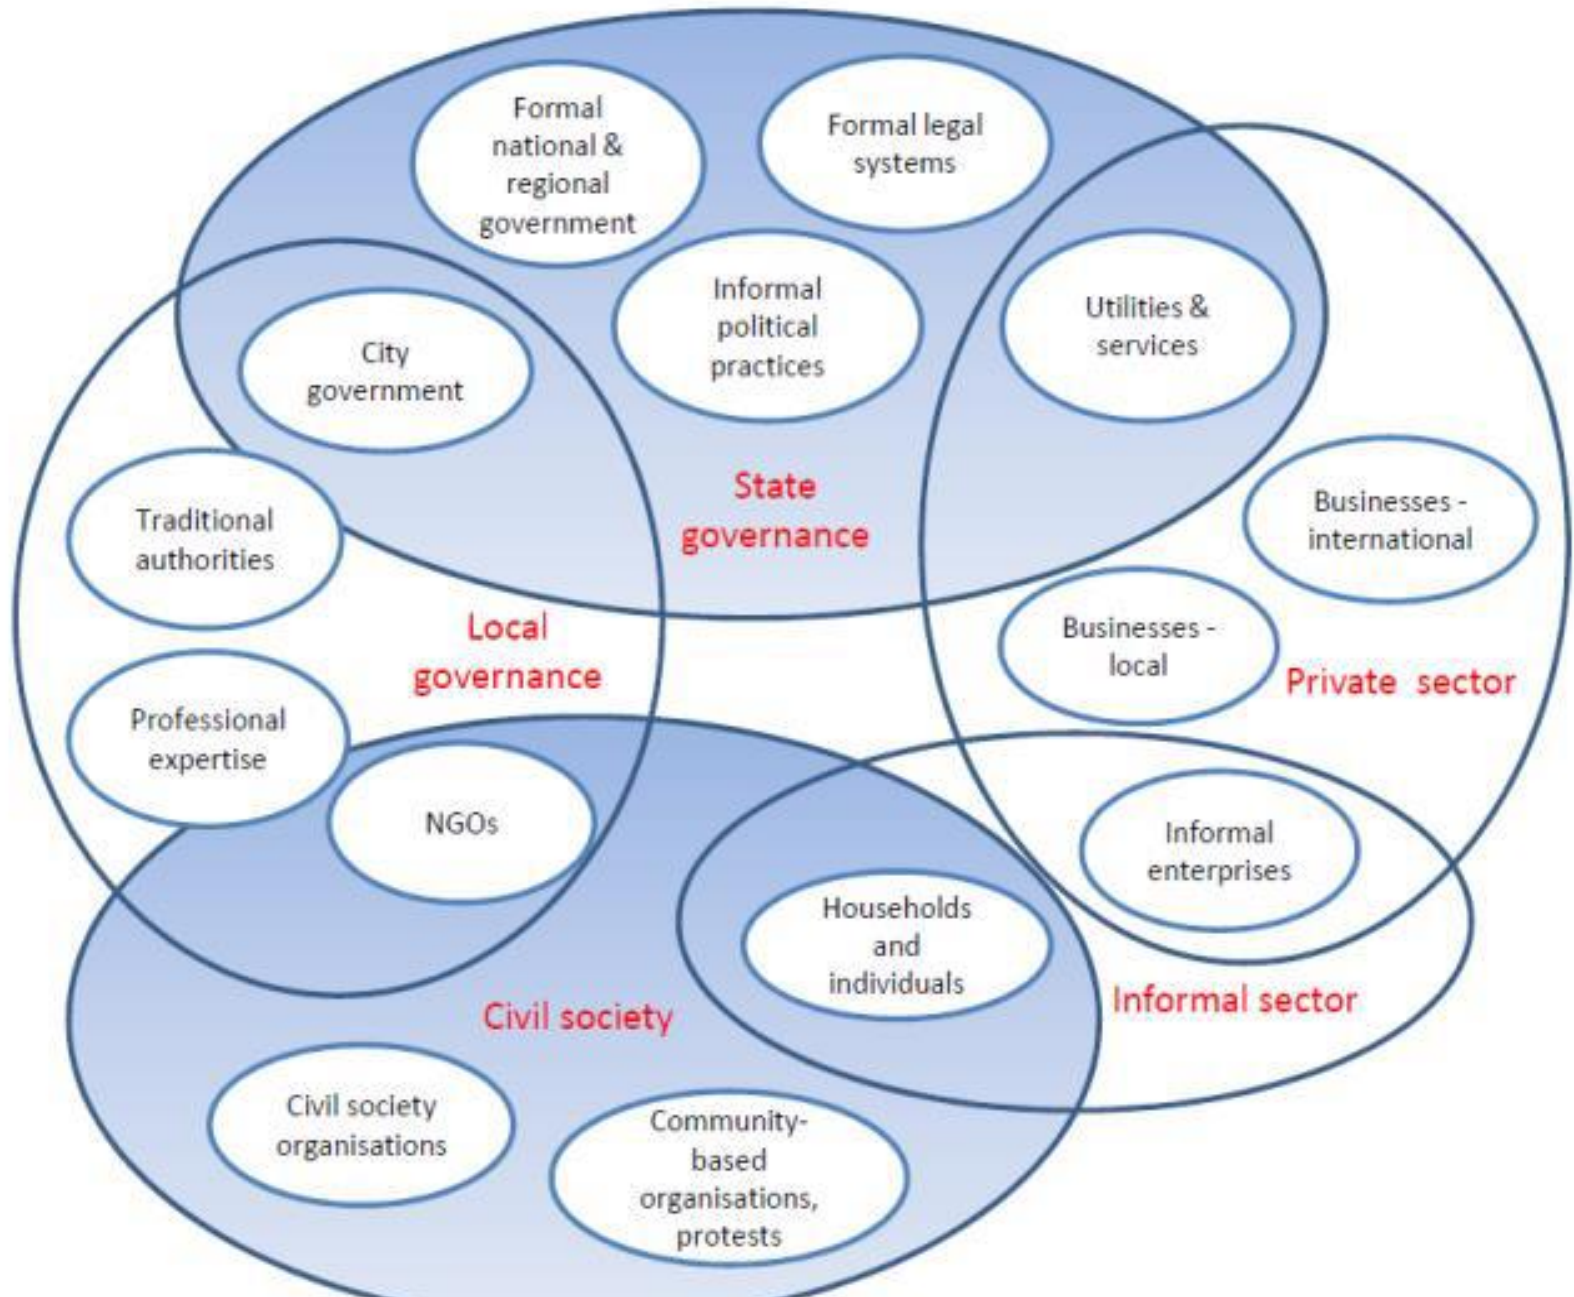 Formal
national &
regional
government
Formal legal
systems
Informal
political
practices
Utilities &
services
City
government
State
governance
Traditional
authorities
Businesses -
international
Local
governance
Businesses -
local
Private sector
Professional
expertise
NGOs
Informal
enterprises
Households
and
individuals
Civil society
Informal sector
Civil society
organisations
Community-
based
organisations,
protests